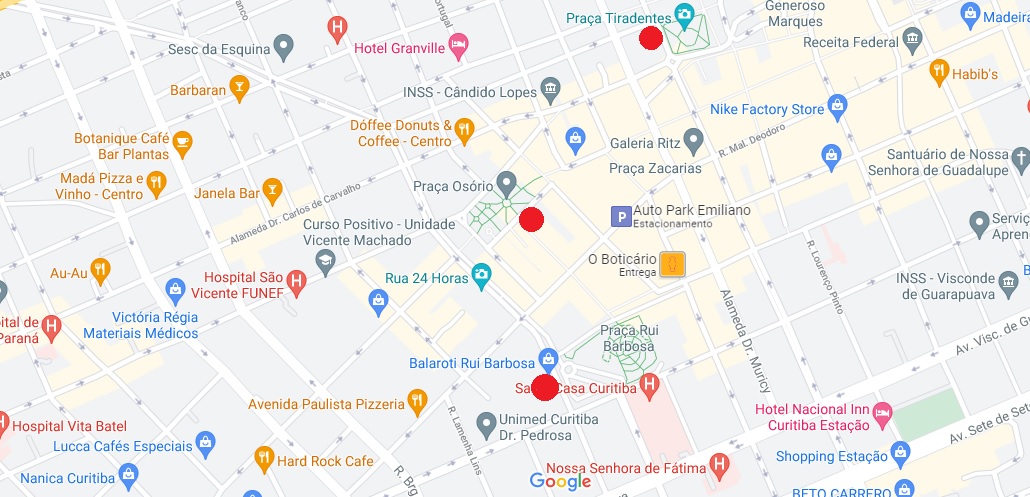 Praça Tiradentes
Generoso
Marques
Madeira
Sesc da Esquina
Hotel Granville
Receita Federal
Habib's
Barbaran
INSS - Cândido Lopes
Nike Factory Store
Dóffee Donuts &
Coffee - Centro
Botanique Café
Bar Plantas
Galeria Ritz
R. Mal. Deodoro
Praça Zacarias
Santuário de Nossa
Senhora de Guadalupe
Madá Pizza e
Vinho - Centro
Janela Bar
Praça Osório
Alameda Dr. Carlos de Carvalho
Auto Park Emiliano
Estacionamento
P
Curso Positivo - Unidade
Vicente Machado
Serviç
Apren
R. Lourenço Pinto
O Boticário
Entrega
Au-Au
Hospital São
Vicente FUNEF
Rua 24 Horas
INSS - Visconde
de Guarapuava
Victória Régia
Materiais Médicos
Alameda Dr. Muricy
ital de
Paraná
Praça Rui
Barbosa
Av. Visc. de Gu
Balaroti Rui Barbosa
Casa Curitiba
Avenida Paulista Pizzeria
Hotel Nacional Inn
Curitiba Estação
Unimed Curitiba
Dr. Pedrosa
R. Lamenha Lins
Av. Sete de Set
Hospital Vita Batel
Lucca Cafés Especiais
Shopping Estação
Hard Rock Cafe
R. Brg
Nossa Senhora de Fátima
Nanica Curitiba
Google
BETO CARRERO